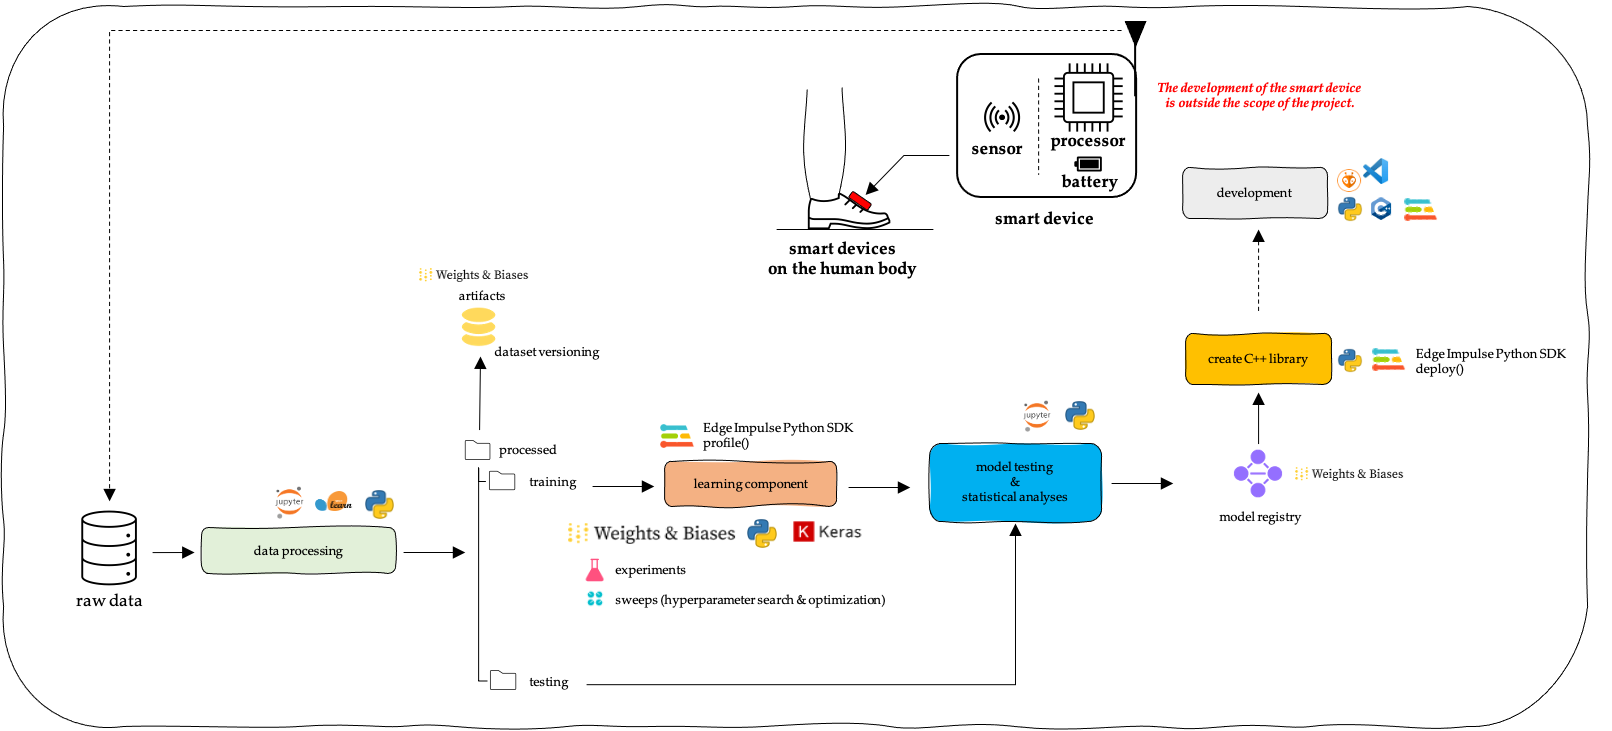 The development of the smart device
is outside the scope of the project.
sensor
processor
battery
smart device
smart devices
on the human body
development
Weights & Biases
artifacts
dataset versioning
create C++ library
Edge Impulse Python SDK
deploy()
jupyter
Edge Impulse Python SDK
profile()
processed
training
learning component
model testing
&
statistical analyses
Weights & Biases
model registry
jupyter
learn
data processing
raw data
Weights & Biases
K Keras
experiments
sweeps (hyperparameter search & optimization)
testing